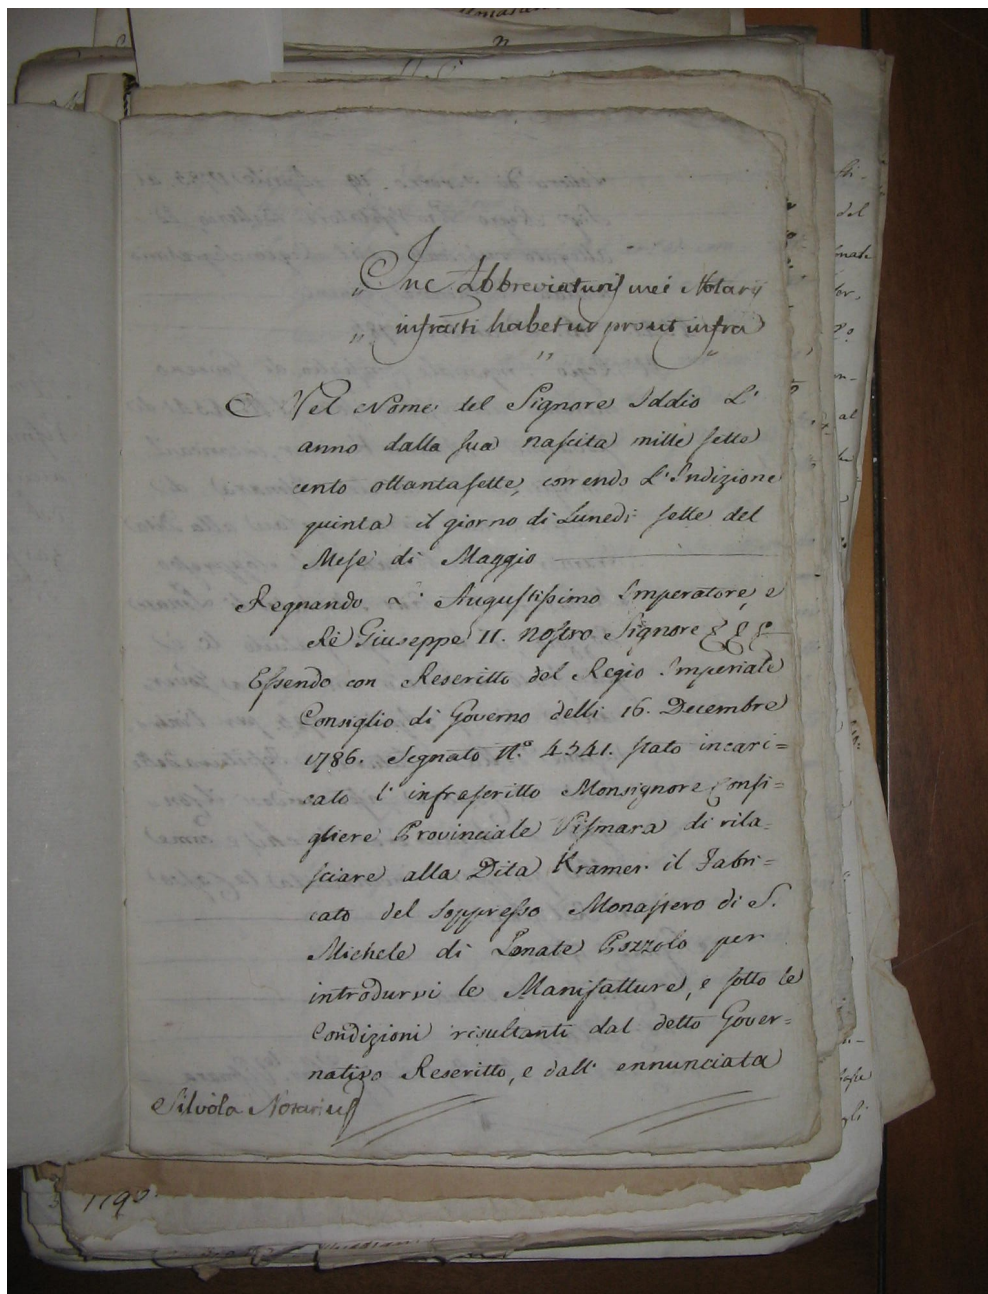 Inc Abbreviaturis mei Notarij
infrasti habetur prout infra
Nel Nome del Signore Iddio L'
anno dalla sua nascita mille sette
cento ottantasette, correndo L'Indizione
quinta il giorno di Lunedi sette del
Mese di Maggio
Regnando L' Augustissimo Imperatore, e
Rè Giuseppe II. nostro Signore
Essendo con Rescritto del Regio Imperiale
Consiglio di Governo delli 16. Decembre
1786. Segnato N.° 4341. stato incari=
cato l' infrascritto Monsignore Consi=
gliere Provinciale Vismara di rila=
sciare alla Dita Kramer il Fabri=
cato del soppresso Monastero di S.
Michele di Lonate Pozzolo per
introdurvi le Manifatture, e sotto le
Condizioni risultanti dal detto Gover=
nativo Rescritto, e dall' ennunciata
Silvola Notarius
1790.